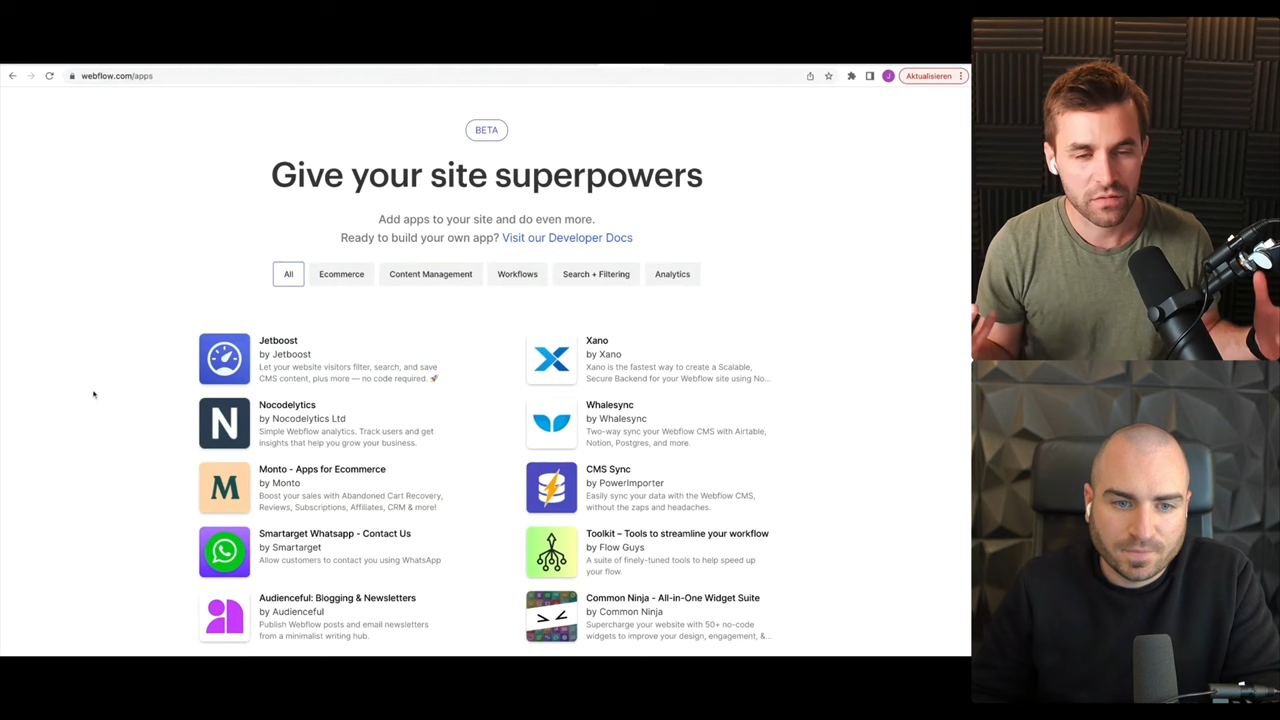 webflow.com/apps
J
Aktualisieren
BETA
Give your site superpowers
Add apps to your site and do even more.
Ready to build your own app? Visit our Developer Docs
All
Ecommerce
Content Management
Workflows
Search + Filtering
Analytics
Jetboost
by Jetboost
Let your website visitors filter, search, and save
CMS content, plus more — no code required. 🚀
Xano
by Xano
Xano is the fastest way to create a Scalable,
Secure Backend for your Webflow site using No...
N
Nocodelytics
by Nocodelytics Ltd
Simple Webflow analytics. Track users and get
insights that help you grow your business.
Whalesync
by Whalesync
Two-way sync your Webflow CMS with Airtable,
Notion, Postgres, and more.
M
Monto - Apps for Ecommerce
by Monto
Boost your sales with Abandoned Cart Recovery,
Reviews, Subscriptions, Affiliates, CRM & more!
CMS Sync
by PowerImporter
Easily sync your data with the Webflow CMS,
without the zaps and headaches.
Smartarget Whatsapp - Contact Us
by Smartarget
Allow customers to contact you using WhatsApp
Toolkit – Tools to streamline your workflow
by Flow Guys
A suite of finely-tuned tools to help speed up
your flow.
Audienceful: Blogging & Newsletters
by Audienceful
Publish Webflow posts and email newsletters
from a minimalist writing hub.
Common Ninja - All-in-One Widget Suite
by Common Ninja
Supercharge your website with 50+ no-code
widgets to improve your design, engagement, &...